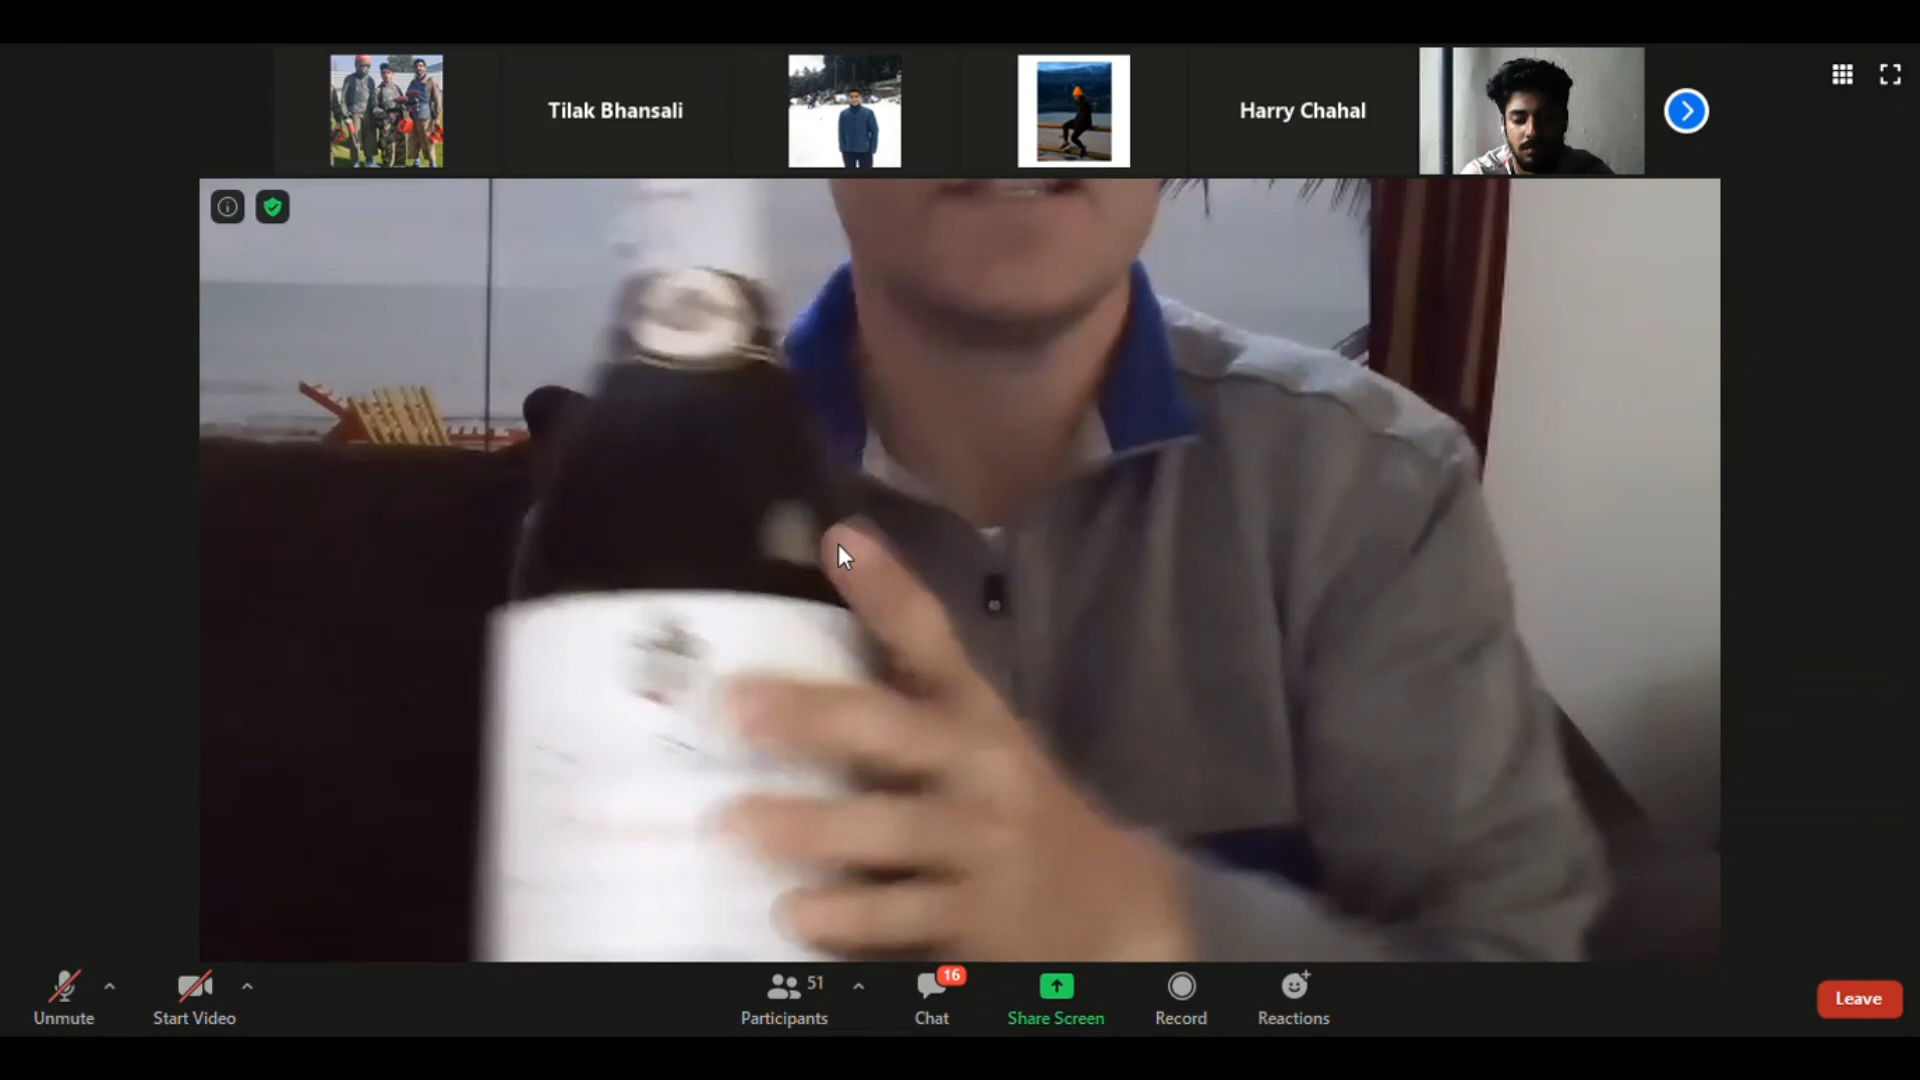 Tilak Bhansali
Harry Chahal
Unmute
Start Video
51
Participants
16
Chat
Share Screen
Record
Reactions
Leave